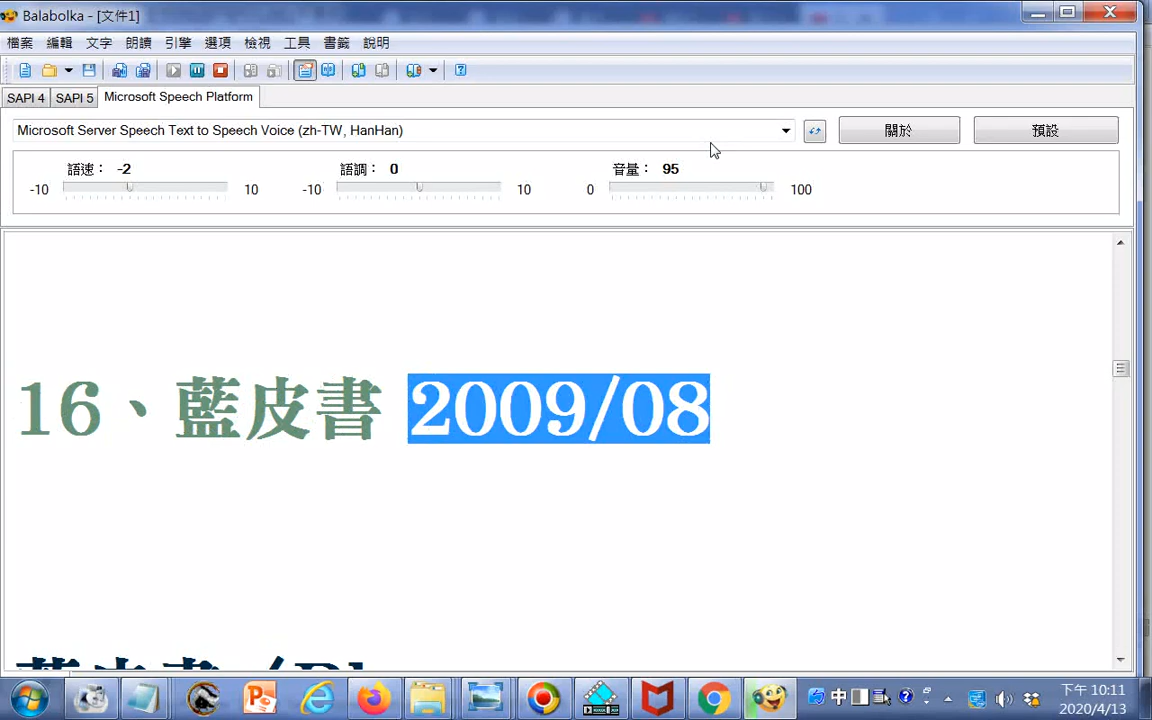 Balabolka - [文件1]
檔案 編輯 文字 朗讀 引擎 選項 檢視 工具 書籤 說明
SAPI 4 SAPI 5 Microsoft Speech Platform
Microsoft Server Speech Text to Speech Voice (zh-TW, HanHan) 關於 預設
語速： -2 語調： 0 音量： 95
-10 10 -10 10 0 100
16、藍皮書 2009/08
中
下午 10:11
2020/4/13